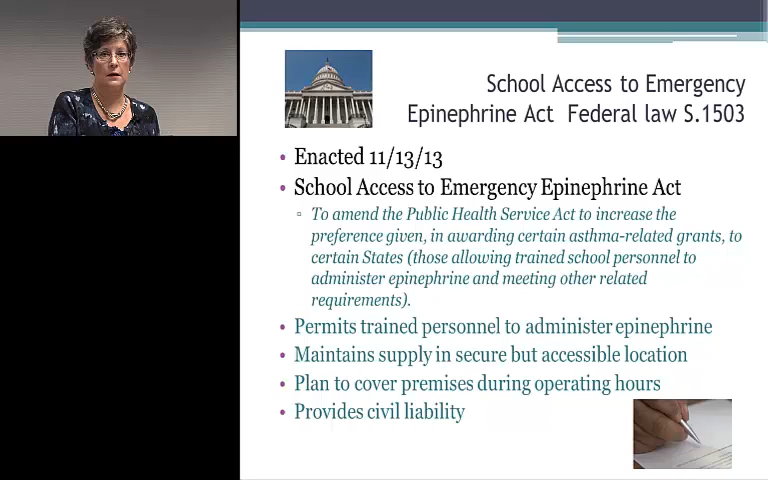 School Access to Emergency
Epinephrine Act Federal law S.1503
• Enacted 11/13/13
• School Access to Emergency Epinephrine Act
▫ To amend the Public Health Service Act to increase the
preference given, in awarding certain asthma-related grants, to
certain States (those allowing trained school personnel to
administer epinephrine and meeting other related
requirements).
• Permits trained personnel to administer epinephrine
• Maintains supply in secure but accessible location
• Plan to cover premises during operating hours
• Provides civil liability